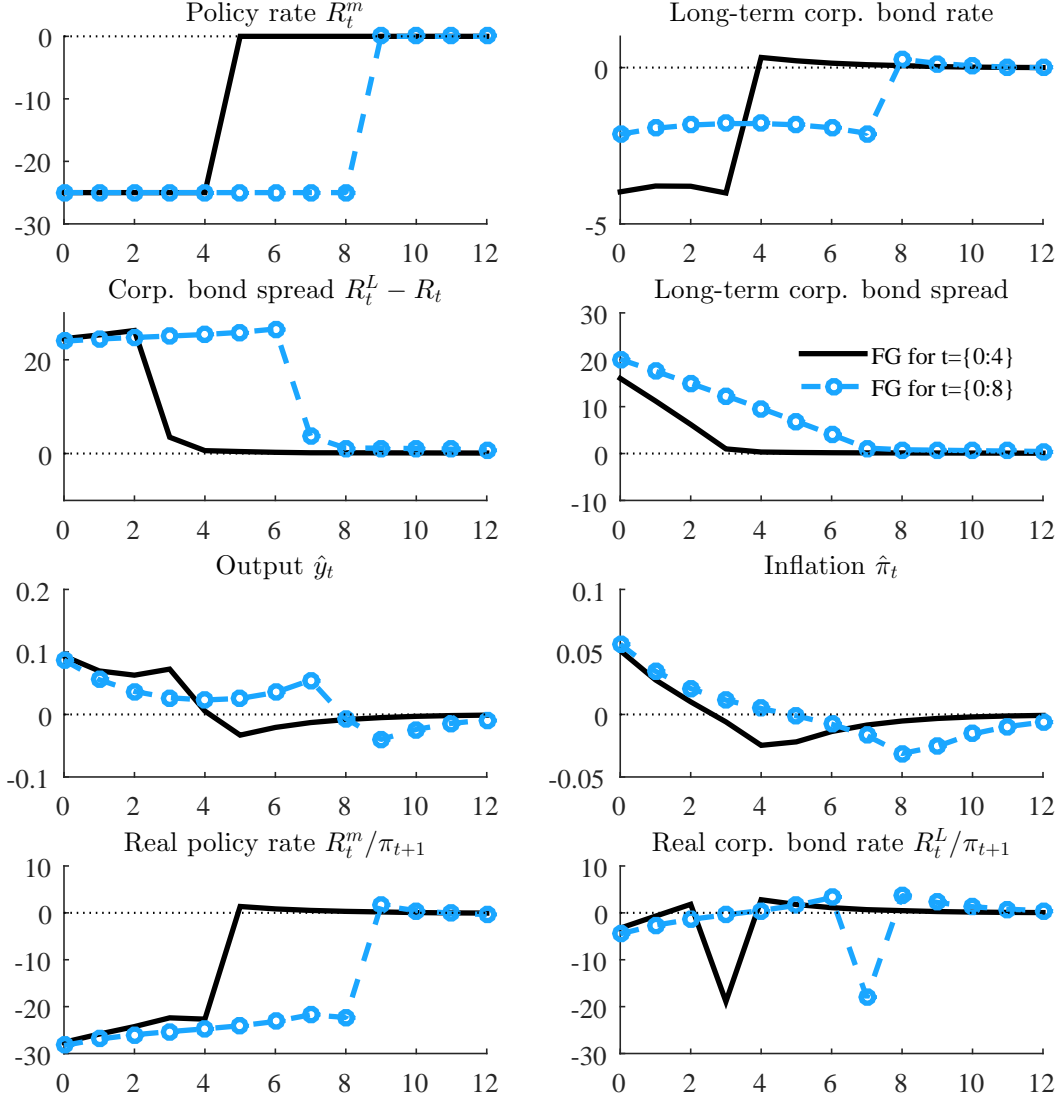 Policy rate $R_t^m$
0
-10
-20
-30
0 2 4 6 8 10 12
Long-term corp. bond rate
0
-5
0 2 4 6 8 10 12
Corp. bond spread $R_t^L - R_t$
20
0
0 2 4 6 8 10 12
Long-term corp. bond spread
30
20
10
0
-10
FG for t={0:4}
FG for t={0:8}
0 2 4 6 8 10 12
Output $\hat{y}_t$
0.2
0.1
0
-0.1
0 2 4 6 8 10 12
Inflation $\hat{\pi}_t$
0.1
0.05
0
-0.05
0 2 4 6 8 10 12
Real policy rate $R_t^m/\pi_{t+1}$
10
0
-10
-20
-30
0 2 4 6 8 10 12
Real corp. bond rate $R_t^L/\pi_{t+1}$
10
0
-10
-20
-30
0 2 4 6 8 10 12